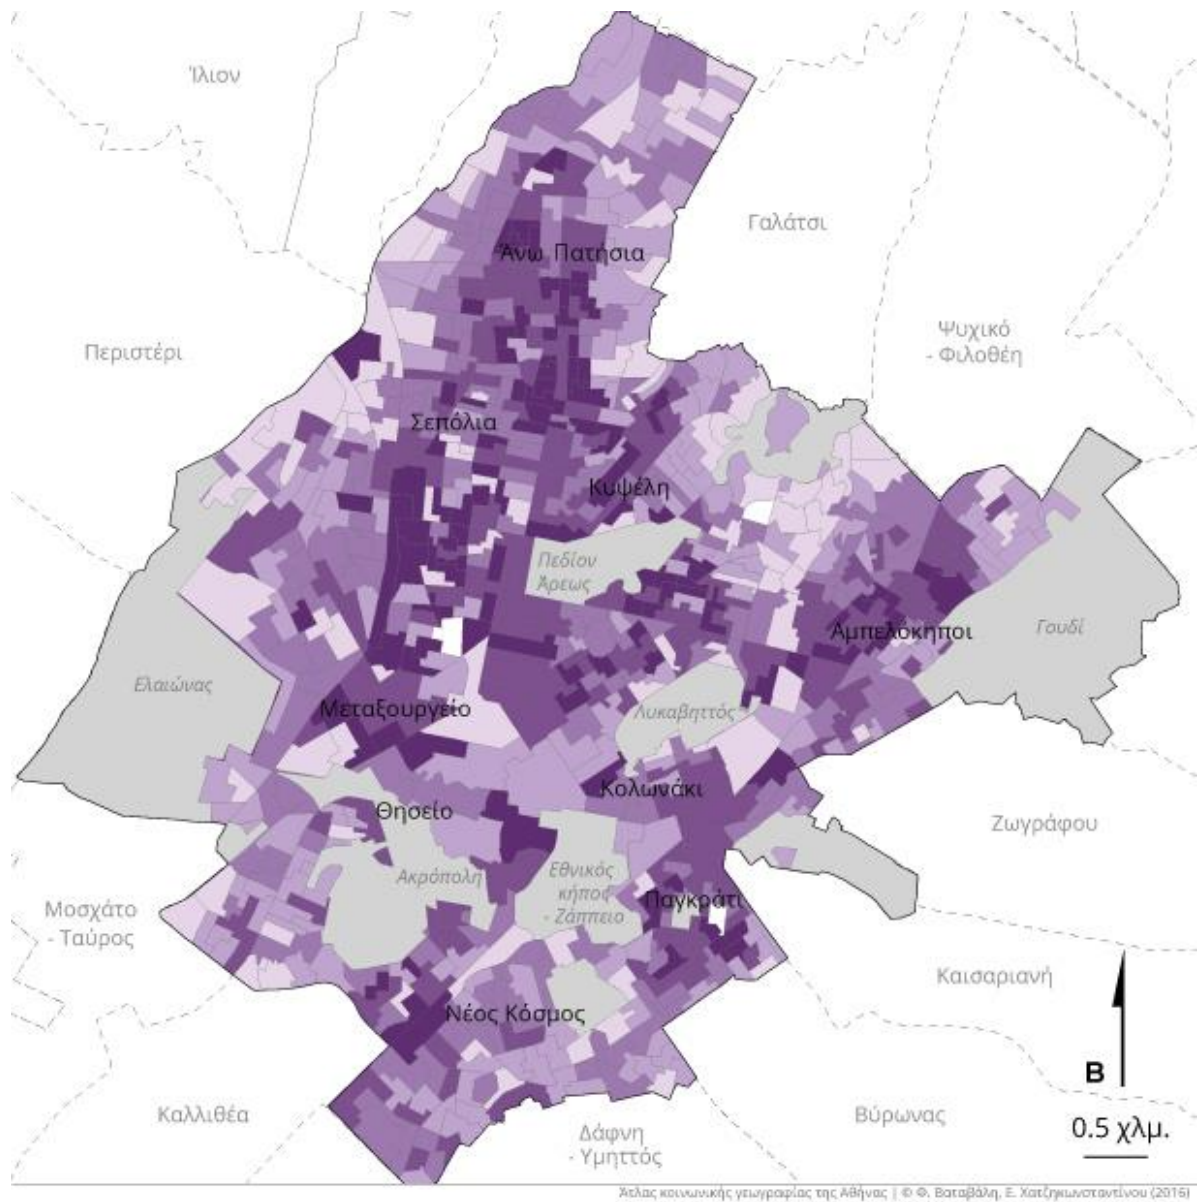 Ίλιον
Γαλάτσι
Άνω Πατήσια
Ψυχικό
- Φιλοθέη
Περιστέρι
Σεπόλια
Κυψέλη
Πεδίον
Άρεως
Αμπελόκηποι
Γουδί
Ελαιώνας
Μεταξουργείο
Λυκαβηττός
Κολωνάκι
Θησείο
Ζωγράφου
Ακρόπολη
Εθνικός
κήπος
- Ζάππειο
Παγκράτι
Μοσχάτο
- Ταύρος
Καισαριανή
Νέος Κόσμος
Β
Καλλιθέα
Βύρωνας
0.5 χλμ.
Δάφνη
- Υμηττός
Άτλας κοινωνικής γεωγραφίας της Αθήνας | © Φ. Βαταβάλη, Ε. Χατζηκωνσταντίνου (2016)